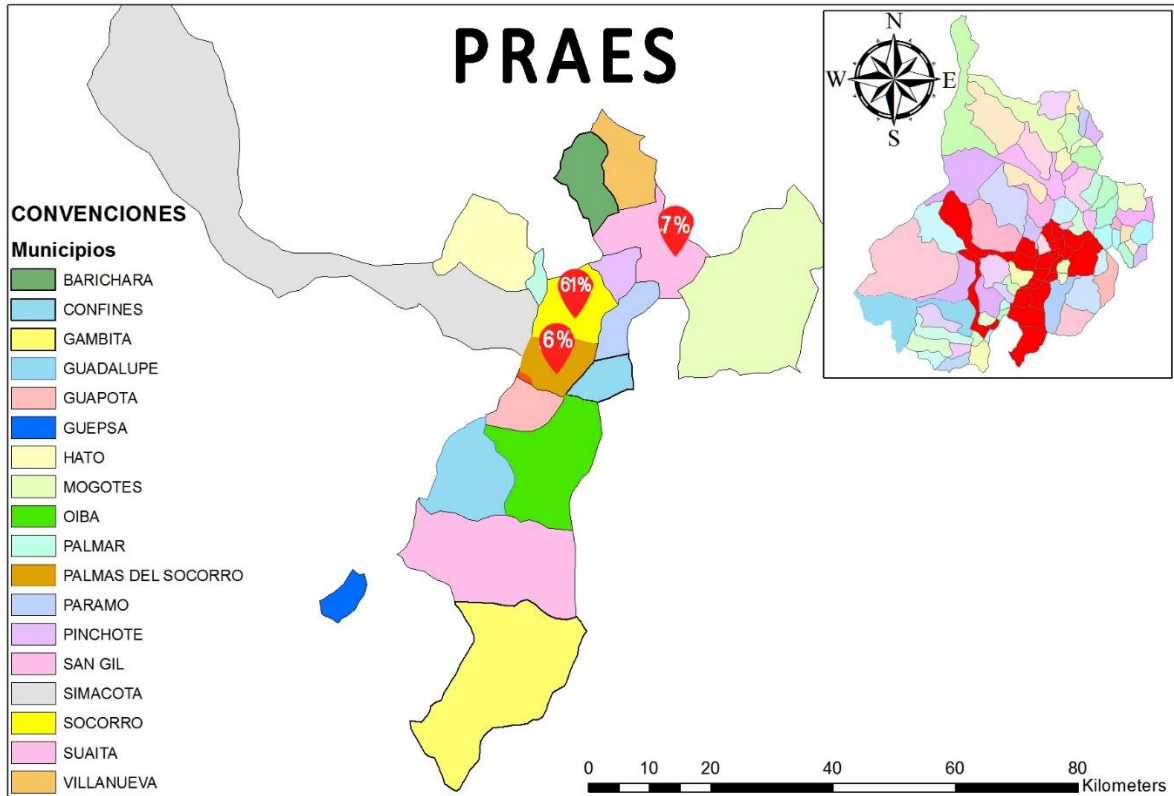 PRAES
N
W E
S
7%
61%
6%
CONVENCIONES
Municipios
BARICHARA
CONFINES
GAMBITA
GUADALUPE
GUAPOTA
GUEPSA
HATO
MOGOTES
OIBA
PALMAR
PALMAS DEL SOCORRO
PARAMO
PINCHOTE
SAN GIL
SIMACOTA
SOCORRO
SUAITA
VILLANUEVA
0 10 20 40 60 80
Kilometers